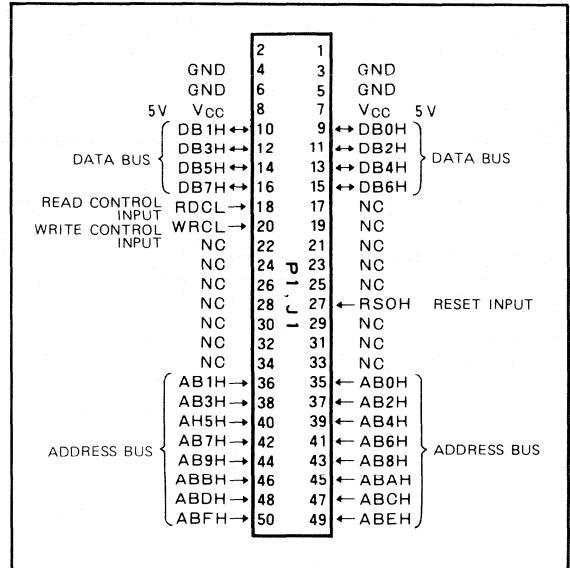 2 1
GND 4 3 GND
GND 6 5 GND
5V VCC 8 7 VCC 5V
DB1H ↔ 10 9 ↔ DB0H
DB3H ↔ 12 11 ↔ DB2H
DATA BUS DB5H ↔ 14 13 ↔ DB4H DATA BUS
DB7H ↔ 16 15 ↔ DB6H
READ CONTROL INPUT RDCL → 18 17 NC
WRITE CONTROL INPUT WRCL → 20 19 NC
NC 22 21 NC
NC 24 23 NC
NC 26 25 NC
NC 28 27 ← RSOH RESET INPUT
NC 30 29 NC
NC 32 31 NC
NC 34 33 NC
P1, J1
AB1H → 36 35 ← AB0H
AB3H → 38 37 ← AB2H
AH5H → 40 39 ← AB4H
ADDRESS BUS AB7H → 42 41 ← AB6H ADDRESS BUS
AB9H → 44 43 ← AB8H
ABBH → 46 45 ← ABAH
ABDH → 48 47 ← ABCH
ABFH → 50 49 ← ABEH